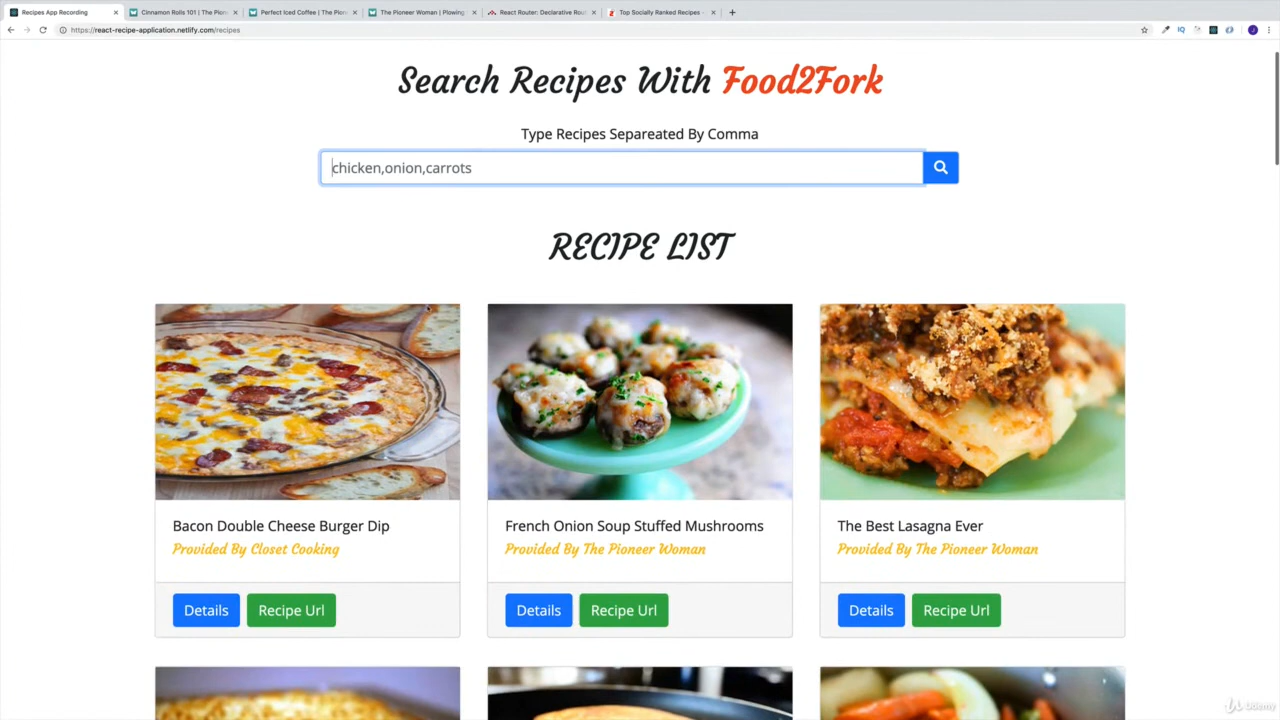 Recipes App Recording
Cinnamon Rolls 101 | The Pion
Perfect Iced Coffee | The Pion
The Pioneer Woman | Plowing
React Router: Declarative Rou
Top Socially Ranked Recipes -
https://react-recipe-application.netlify.com/recipes
Search Recipes With Food2Fork
Type Recipes Separeated By Comma
chicken,onion,carrots
RECIPE LIST
Bacon Double Cheese Burger Dip
Provided By Closet Cooking
Details
Recipe Url
French Onion Soup Stuffed Mushrooms
Provided By The Pioneer Woman
Details
Recipe Url
The Best Lasagna Ever
Provided By The Pioneer Woman
Details
Recipe Url
Udemy